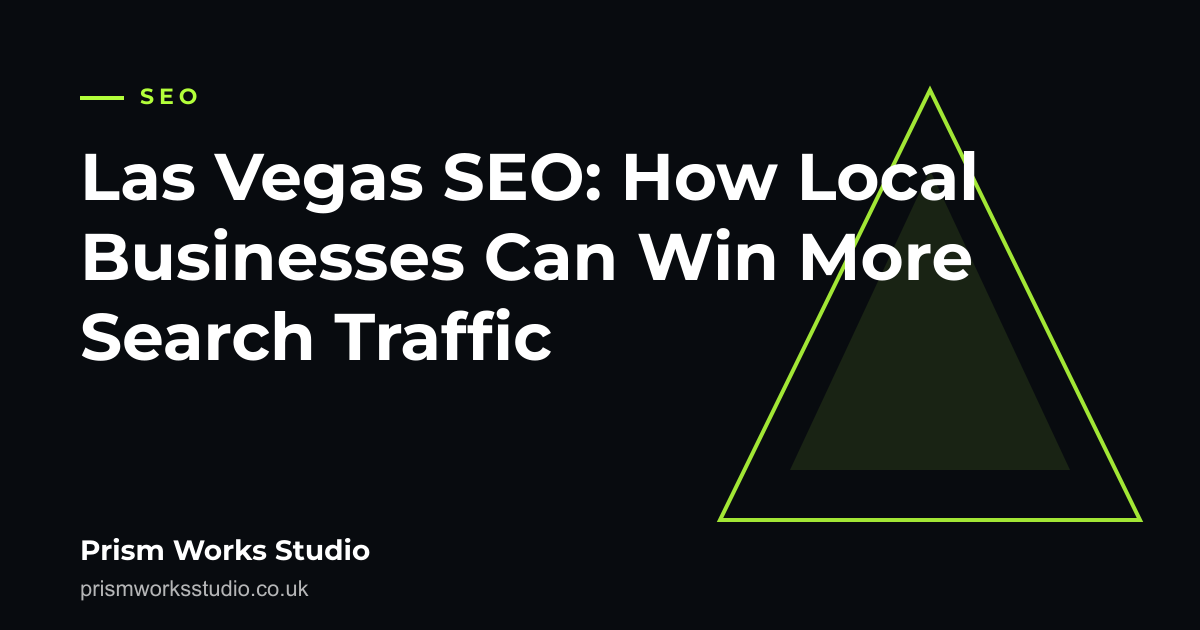 SEO
Las Vegas SEO: How Local
Businesses Can Win More
Search Traffic
Prism Works Studio
prismworksstudio.co.uk